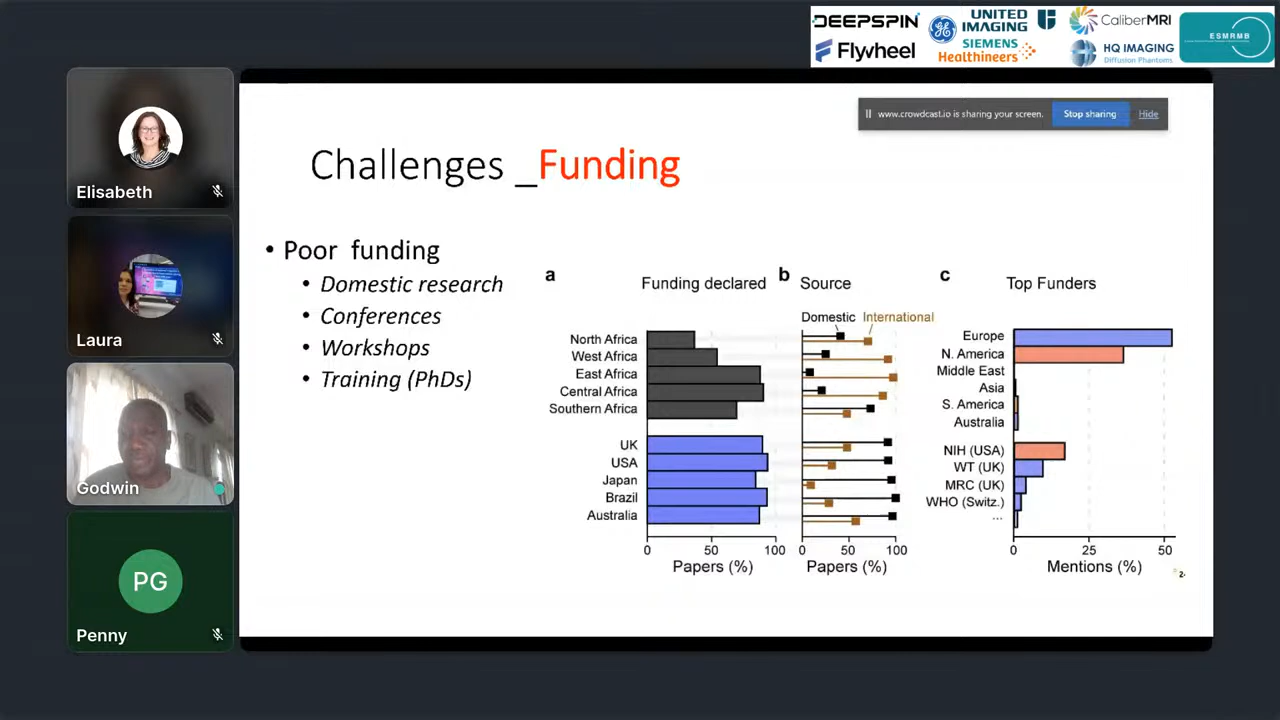 DEEPSPIN
UNITED
IMAGING
CaliberMRI
ESMRMB
Flywheel
SIEMENS
Healthineers
HQ IMAGING
Diffusion Phantoms
www.crowdcast.io is sharing your screen.
Stop sharing
Hide
Elisabeth
Laura
Godwin
PG
Penny
Challenges _Funding
• Poor funding
• Domestic research
• Conferences
• Workshops
• Training (PhDs)
a
Funding declared
North Africa
West Africa
East Africa
Central Africa
Southern Africa
UK
USA
Japan
Brazil
Australia
0 50 100
Papers (%)
b
Source
Domestic International
0 50 100
Papers (%)
c
Top Funders
Europe
N. America
Middle East
Asia
S. America
Australia
NIH (USA)
WT (UK)
MRC (UK)
WHO (Switz.)
...
0 25 50
Mentions (%)